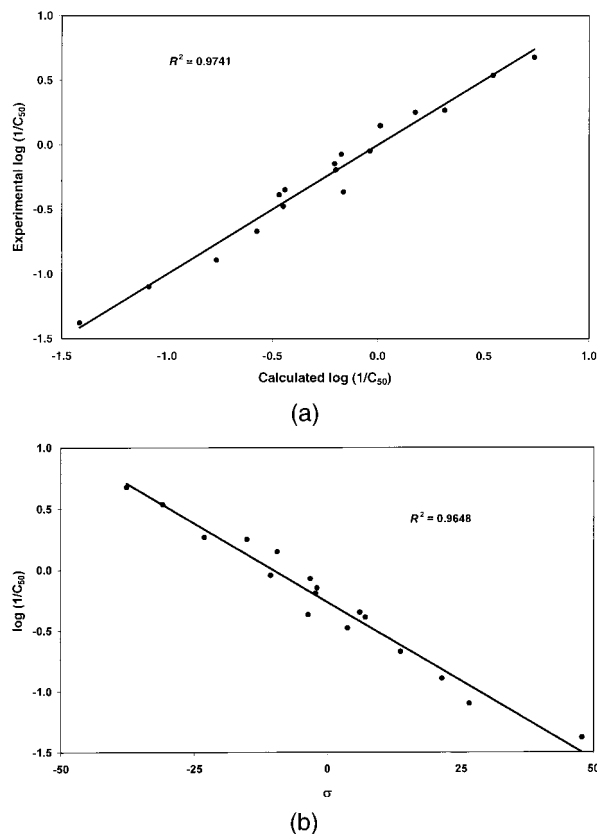 1.0
R² = 0.9741
0.5
0.0
-0.5
-1.0
-1.5
-1.5 -1.0 -0.5 0.0 0.5 1.0
Experimental log (1/C₅₀)
Calculated log (1/C₅₀)
(a)
1.0
0.5
R² = 0.9648
0.0
-0.5
-1.0
-1.5
-50 -25 0 25 50
log (1/C₅₀)
σ
(b)